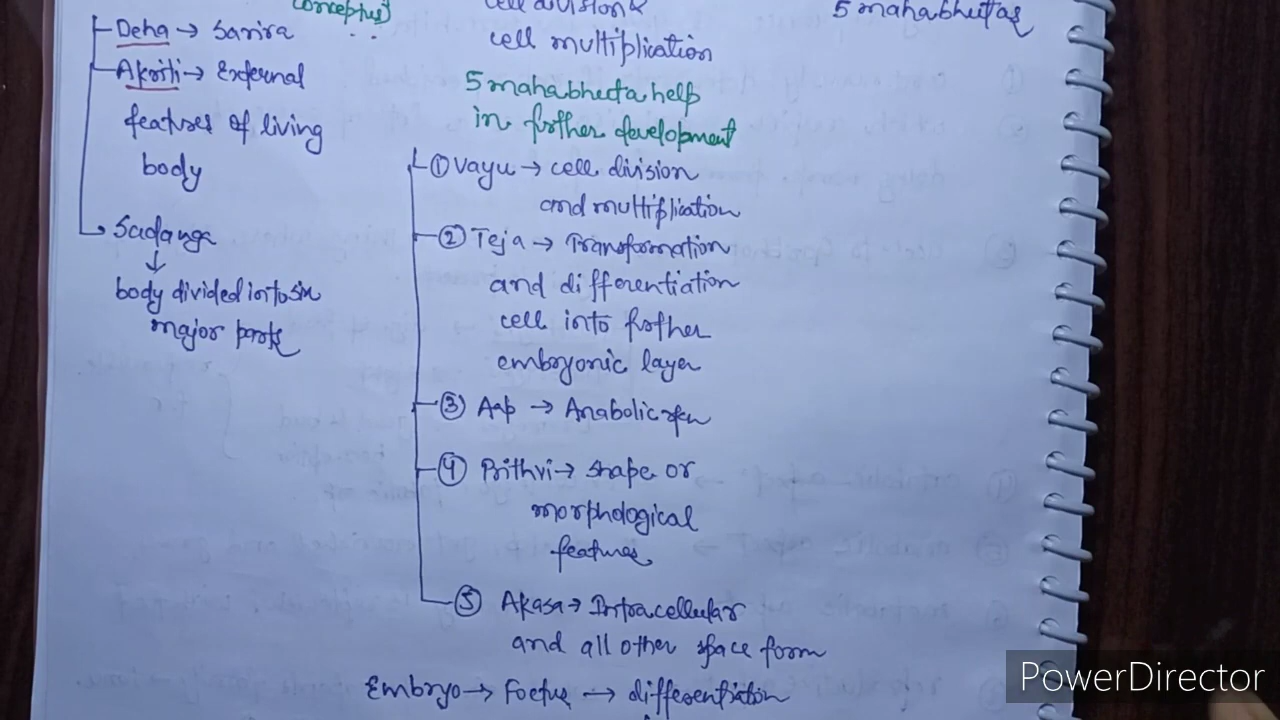 conceptus)
Deha → Sarira
Akriti → External
features of living
body
Sadanga
↓
body divided into six
major parts
cell division &
cell multiplication
5 mahabheeta help
in further development
① Vayu → cell division
and multiplication
② Teja → Transformation
and differentiation
cell into further
embryonic layer
③ Aap → Anabolic
④ Prithvi → shape or
morphological
features
⑤ Akasa → Intracellular
and all other space form
Embryo → Foetus → differentiation
5 mahabheetas
PowerDirector